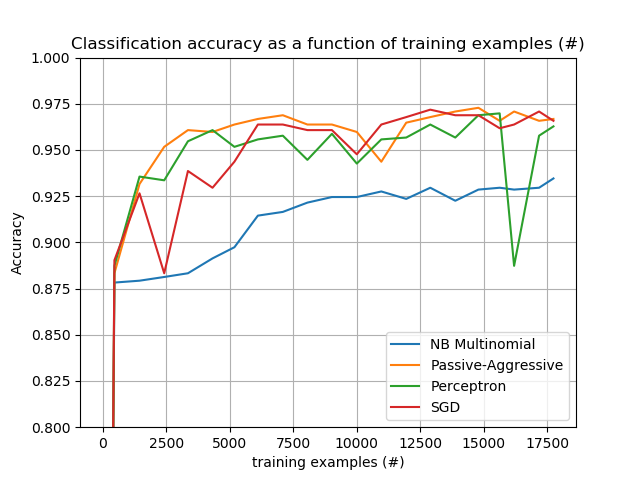 Classification accuracy as a function of training examples (#)
1.000
0.975
0.950
0.925
0.900
0.875
0.850
0.825
0.800
Accuracy
NB Multinomial
Passive-Aggressive
Perceptron
SGD
0 2500 5000 7500 10000 12500 15000 17500
training examples (#)